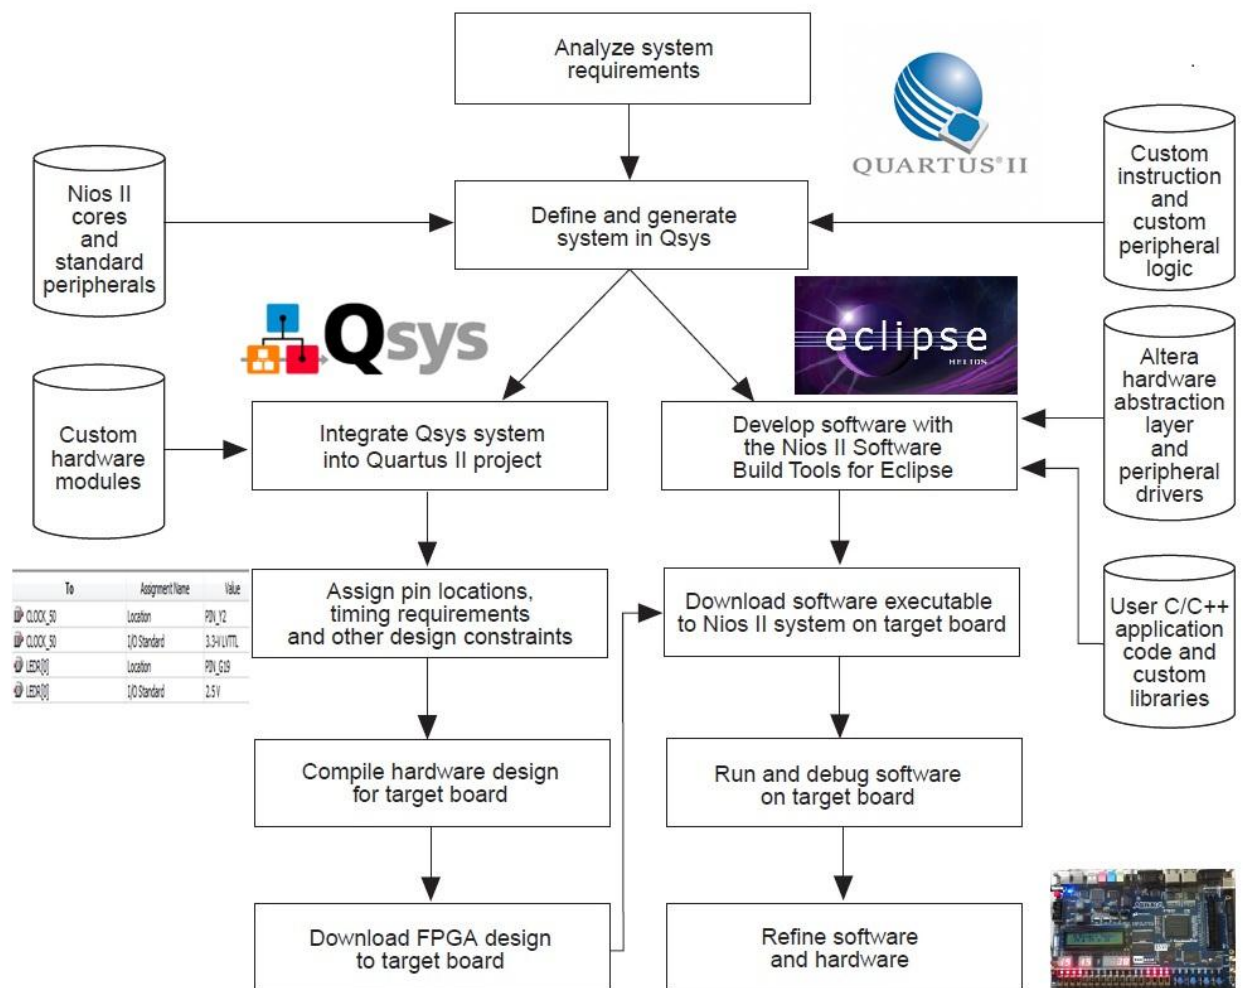 Analyze system
requirements
QUARTUS® II
Nios II
cores
and
standard
peripherals
Define and generate
system in Qsys
Custom
instruction
and
custom
peripheral
logic
Qsys
eclipse
HELIOS
Custom
hardware
modules
Integrate Qsys system
into Quartus II project
Develop software with
the Nios II Software
Build Tools for Eclipse
Altera
hardware
abstraction
layer
and
peripheral
drivers
To Assignment Name Value
CLOCK_50 Location PIN_Y2
CLOCK_50 I/O Standard 3.3-V LVTTL
LEDR[0] Location PIN_G19
LEDR[0] I/O Standard 2.5 V
Assign pin locations,
timing requirements
and other design constraints
Download software executable
to Nios II system on target board
User C/C++
application
code and
custom
libraries
Compile hardware design
for target board
Run and debug software
on target board
Download FPGA design
to target board
Refine software
and hardware